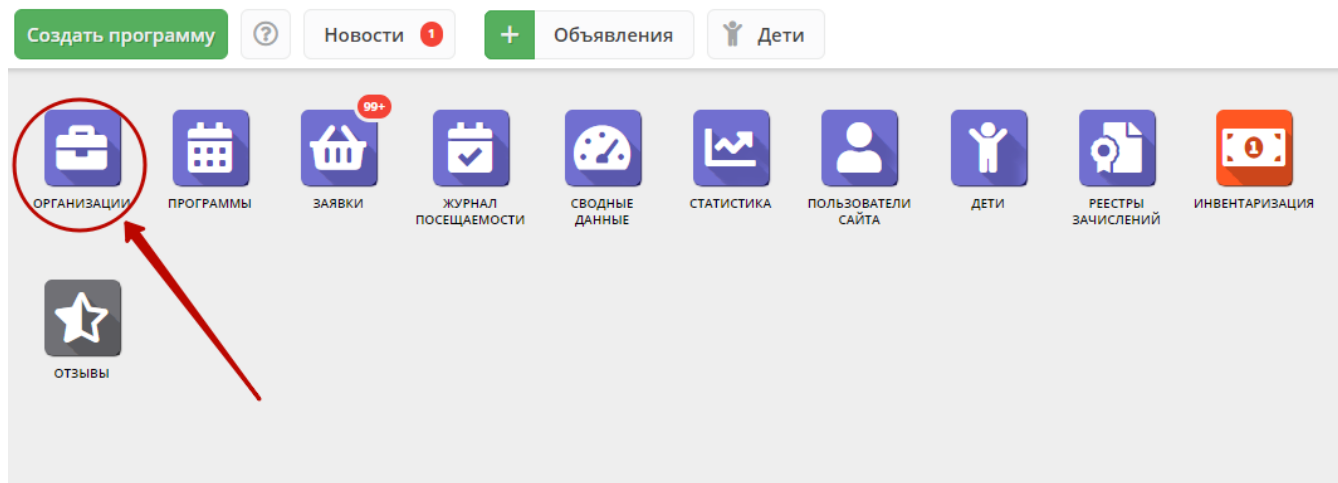 Создать программу ? Новости 1 + Объявления Дети
99+
1
ОРГАНИЗАЦИИ ПРОГРАММЫ ЗАЯВКИ ЖУРНАЛ СВОДНЫЕ СТАТИСТИКА ПОЛЬЗОВАТЕЛИ ДЕТИ РЕЕСТРЫ ИНВЕНТАРИЗАЦИЯ
ПОСЕЩАЕМОСТИ ДАННЫЕ САЙТА ЗАЧИСЛЕНИЙ
ОТЗЫВЫ